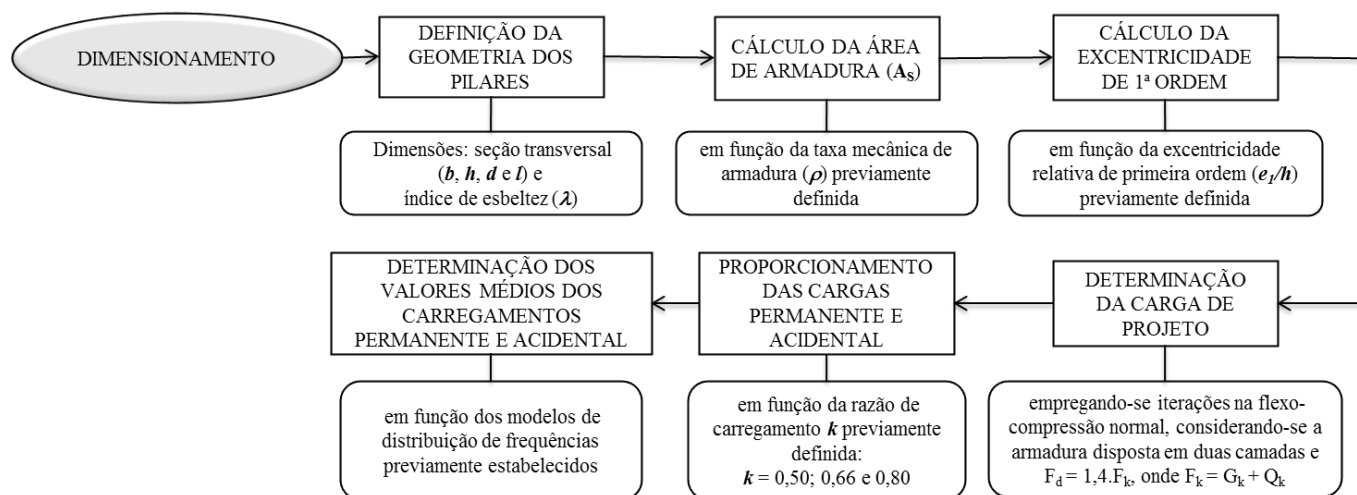 DIMENSIONAMENTO
DEFINIÇÃO DA
GEOMETRIA DOS
PILARES
Dimensões: seção transversal
(b, h, d e l) e
índice de esbeltez (λ)
CÁLCULO DA ÁREA
DE ARMADURA (As)
em função da taxa mecânica de
armadura (ρ) previamente
definida
CÁLCULO DA
EXCENTRICIDADE
DE 1ª ORDEM
em função da excentricidade
relativa de primeira ordem (e1/h)
previamente definida
DETERMINAÇÃO
DA CARGA DE
PROJETO
empregando-se iterações na flexo-
compressão normal, considerando-se a
armadura disposta em duas camadas e
Fd = 1,4.Fk, onde Fk = Gk + Qk
PROPORCIONAMENTO
DAS CARGAS
PERMANENTE E
ACIDENTAL
em função da razão de
carregamento k previamente
definida:
k = 0,50; 0,66 e 0,80
DETERMINAÇÃO DOS
VALORES MÉDIOS DOS
CARREGAMENTOS
PERMANENTE E ACIDENTAL
em função dos modelos de
distribuição de frequências
previamente estabelecidos